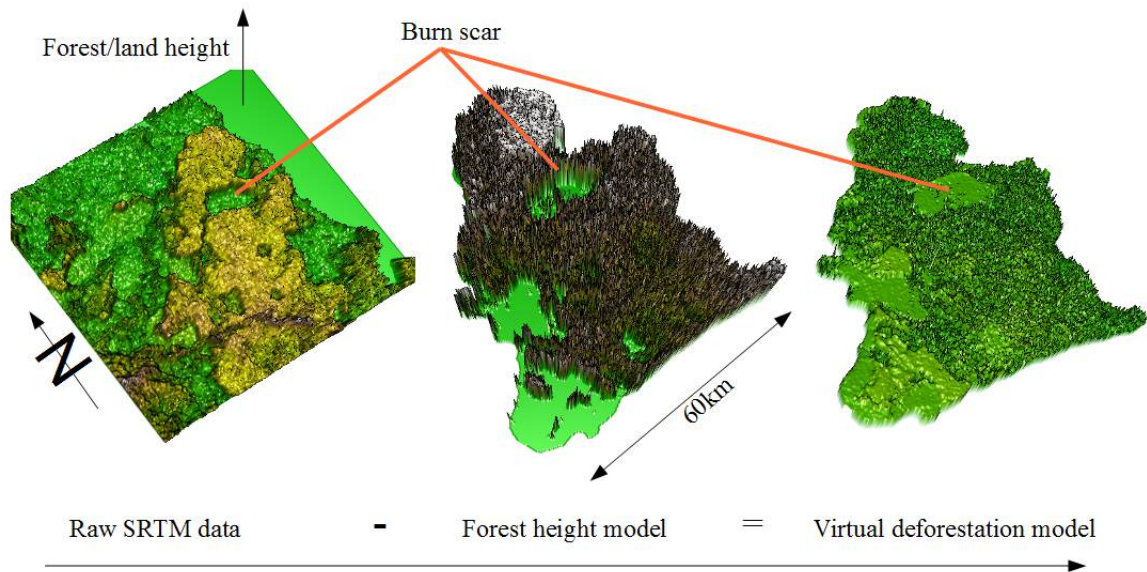 Burn scar
Forest/land height
N
60km
Raw SRTM data - Forest height model = Virtual deforestation model